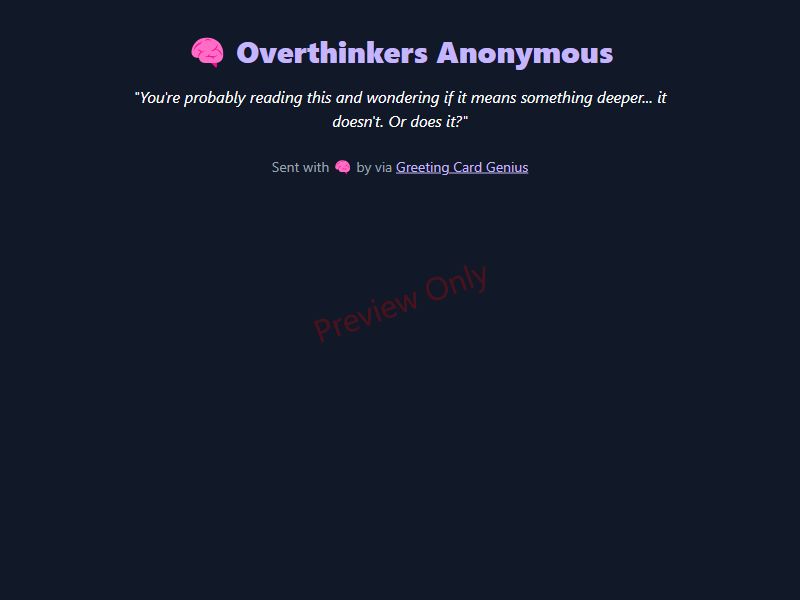 🧠 Overthinkers Anonymous
"You're probably reading this and wondering if it means something deeper... it
doesn't. Or does it?"
Sent with 🧠 by via Greeting Card Genius
Preview Only